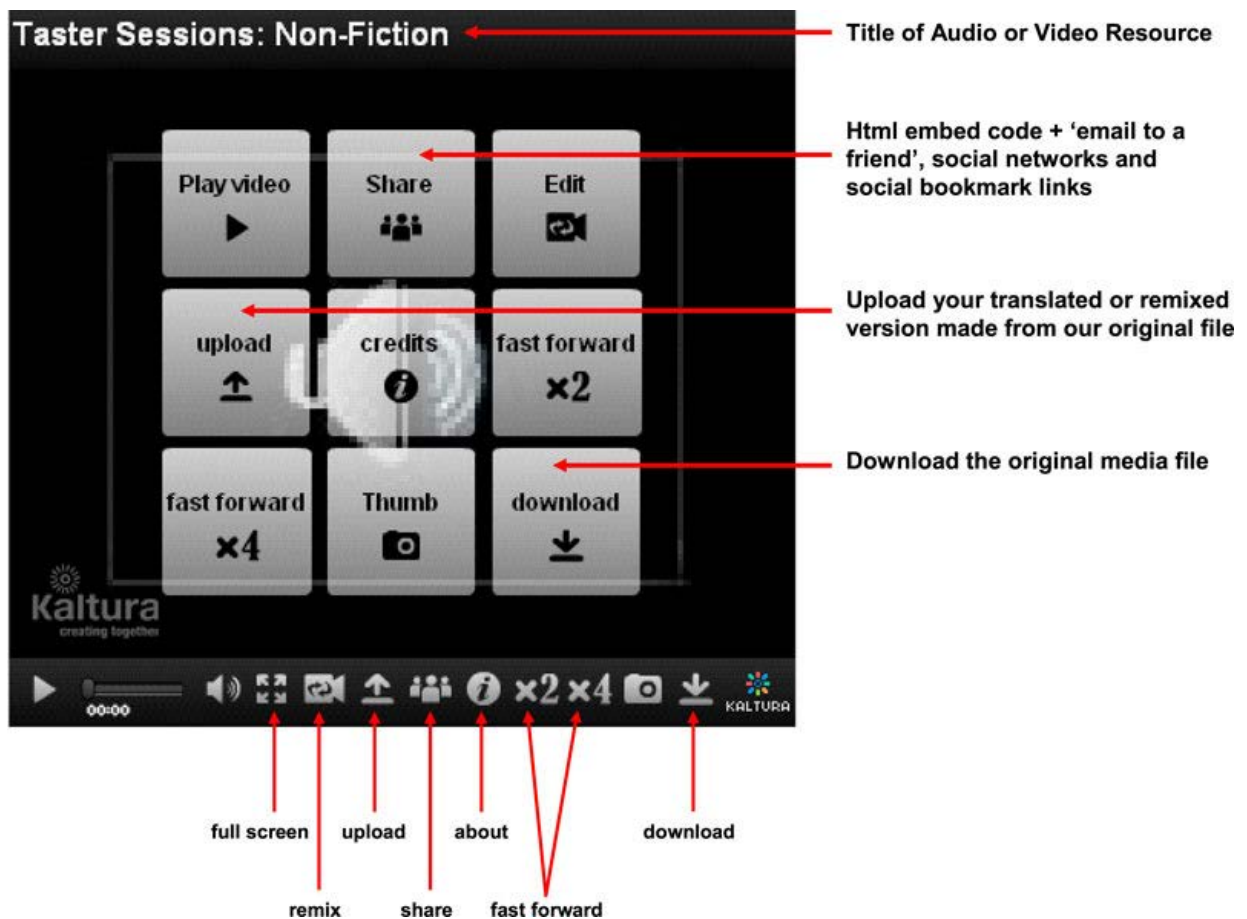 Taster Sessions: Non-Fiction
Title of Audio or Video Resource
Html embed code + ‘email to a
friend’, social networks and
social bookmark links
Play video
Share
Edit
Upload your translated or remixed
version made from our original file
upload
credits
fast forward
×2
Download the original media file
fast forward
Thumb
download
×4
Kaltura
creating together
00:00
×2
×4
KALTURA
full screen
upload
about
download
remix
share
fast forward